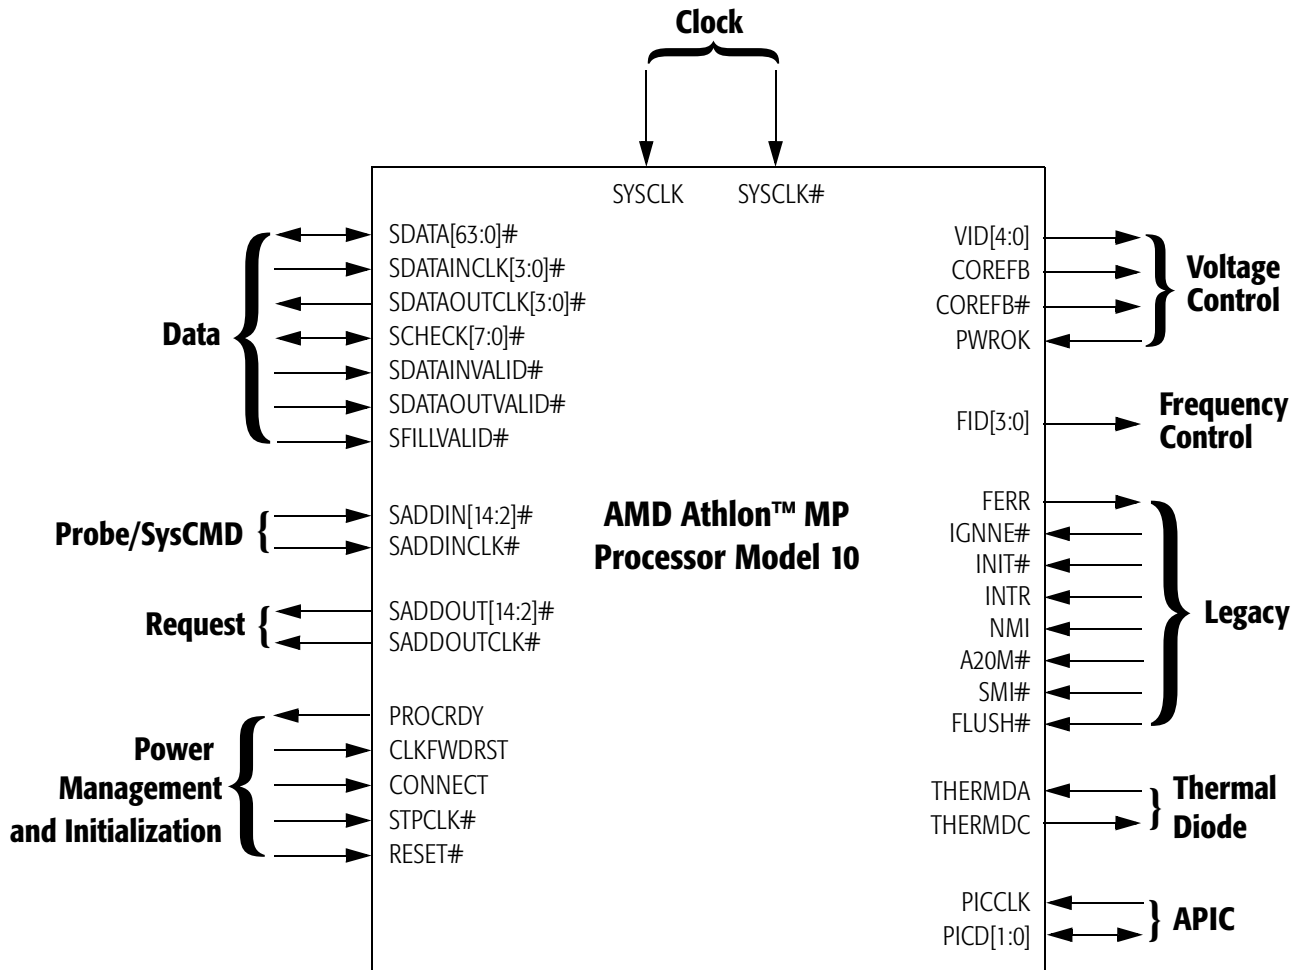 Clock
SYSCLK SYSCLK#
Data
SDATA[63:0]#
SDATAINCLK[3:0]#
SDATAOUTCLK[3:0]#
SCHECK[7:0]#
SDATAINVALID#
SDATAOUTVALID#
SFILLVALID#
Probe/SysCMD
SADDIN[14:2]#
SADDINCLK#
Request
SADDOUT[14:2]#
SADDOUTCLK#
Power
Management
and Initialization
PROCRDY
CLKFWDRST
CONNECT
STPCLK#
RESET#
AMD Athlon™ MP
Processor Model 10
VID[4:0]
COREFB
COREFB#
PWROK
Voltage
Control
FID[3:0]
Frequency
Control
FERR
IGNNE#
INIT#
INTR
NMI
A20M#
SMI#
FLUSH#
Legacy
THERMDA
THERMDC
Thermal
Diode
PICCLK
PICD[1:0]
APIC